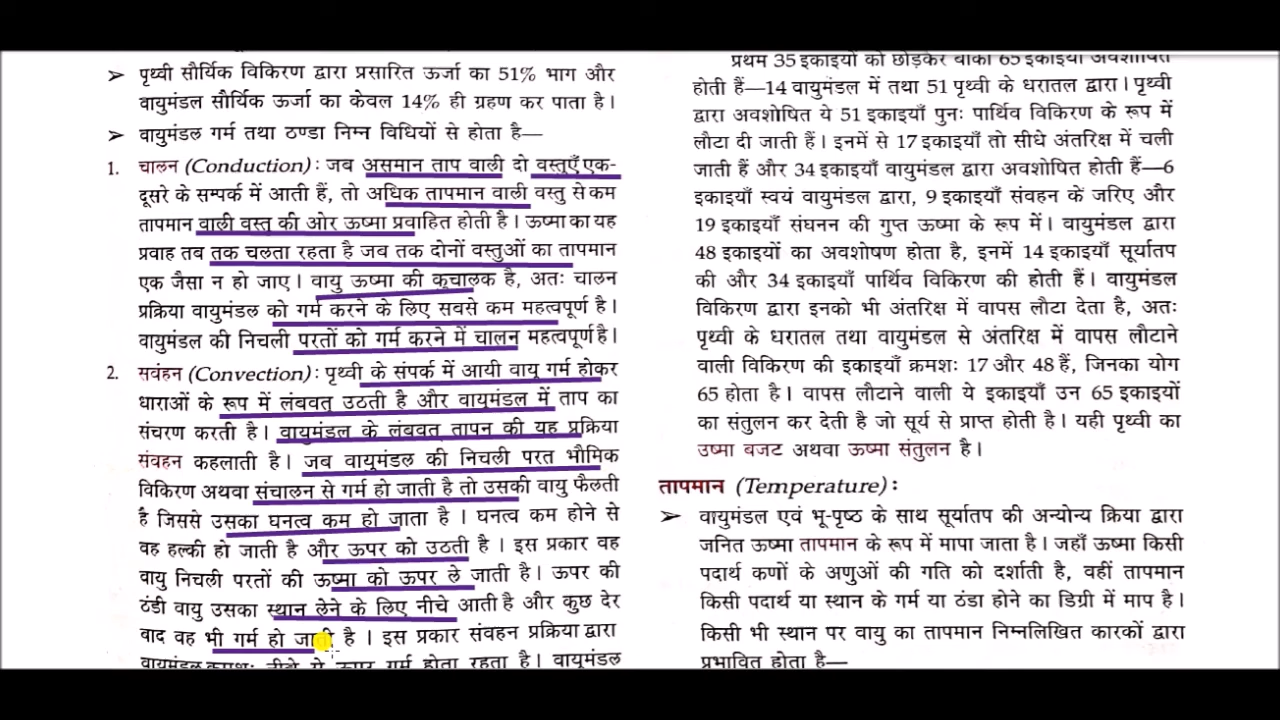 ➢ पृथ्वी सौर्यिक विकिरण द्वारा प्रसारित ऊर्जा का 51% भाग और
वायुमंडल सौर्यिक ऊर्जा का केवल 14% ही ग्रहण कर पाता है।
➢ वायुमंडल गर्म तथा ठण्डा निम्न विधियों से होता है—
1. चालन (Conduction) : जब असमान ताप वाली दो वस्तुएँ एक-
दूसरे के सम्पर्क में आती हैं, तो अधिक तापमान वाली वस्तु से कम
तापमान वाली वस्तु की ओर ऊष्मा प्रवाहित होती है। ऊष्मा का यह
प्रवाह तब तक चलता रहता है जब तक दोनों वस्तुओं का तापमान
एक जैसा न हो जाए। वायु ऊष्मा की कुचालक है, अतः चालन
प्रक्रिया वायुमंडल को गर्म करने के लिए सबसे कम महत्वपूर्ण है।
वायुमंडल की निचली परतों को गर्म करने में चालन महत्वपूर्ण है।
2. सवंहन (Convection) : पृथ्वी के संपर्क में आयी वायु गर्म होकर
धाराओं के रूप में लंबवत् उठती है और वायुमंडल में ताप का
संचरण करती है। वायुमंडल के लंबवत् तापन की यह प्रक्रिया
संवहन कहलाती है। जब वायुमंडल की निचली परत भौमिक
विकिरण अथवा संचालन से गर्म हो जाती है तो उसकी वायु फैलती
है जिससे उसका घनत्व कम हो जाता है। घनत्व कम होने से
वह हल्की हो जाती है और ऊपर को उठती है। इस प्रकार वह
वायु निचली परतों की ऊष्मा को ऊपर ले जाती है। ऊपर की
ठंडी वायु उसका स्थान लेने के लिए नीचे आती है और कुछ देर
बाद वह भी गर्म हो जाती है। इस प्रकार संवहन प्रक्रिया द्वारा
वायुमंडल क्रमशः नीचे से ऊपर गर्म होता रहता है। वायुमंडल
प्रथम 35 इकाइयों को छोड़कर बाकी 65 इकाइयाँ अवशोषित
होती हैं—14 वायुमंडल में तथा 51 पृथ्वी के धरातल द्वारा। पृथ्वी
द्वारा अवशोषित ये 51 इकाइयाँ पुनः पार्थिव विकिरण के रूप में
लौटा दी जाती हैं। इनमें से 17 इकाइयाँ तो सीधे अंतरिक्ष में चली
जाती हैं और 34 इकाइयाँ वायुमंडल द्वारा अवशोषित होती हैं—6
इकाइयाँ स्वयं वायुमंडल द्वारा, 9 इकाइयाँ संवहन के जरिए और
19 इकाइयाँ संघनन की गुप्त ऊष्मा के रूप में। वायुमंडल द्वारा
48 इकाइयों का अवशोषण होता है, इनमें 14 इकाइयाँ सूर्यातप
की और 34 इकाइयाँ पार्थिव विकिरण की होती हैं। वायुमंडल
विकिरण द्वारा इनको भी अंतरिक्ष में वापस लौटा देता है, अतः
पृथ्वी के धरातल तथा वायुमंडल से अंतरिक्ष में वापस लौटाने
वाली विकिरण की इकाइयाँ क्रमशः 17 और 48 हैं, जिनका योग
65 होता है। वापस लौटाने वाली ये इकाइयाँ उन 65 इकाइयों
का संतुलन कर देती है जो सूर्य से प्राप्त होती है। यही पृथ्वी का
उष्मा बजट अथवा ऊष्मा संतुलन है।
तापमान (Temperature) :
➢ वायुमंडल एवं भू-पृष्ठ के साथ सूर्यातप की अन्योन्य क्रिया द्वारा
जनित ऊष्मा तापमान के रूप में मापा जाता है। जहाँ ऊष्मा किसी
पदार्थ कणों के अणुओं की गति को दर्शाती है, वहीं तापमान
किसी पदार्थ या स्थान के गर्म या ठंडा होने का डिग्री में माप है।
किसी भी स्थान पर वायु का तापमान निम्नलिखित कारकों द्वारा
प्रभावित होता है—